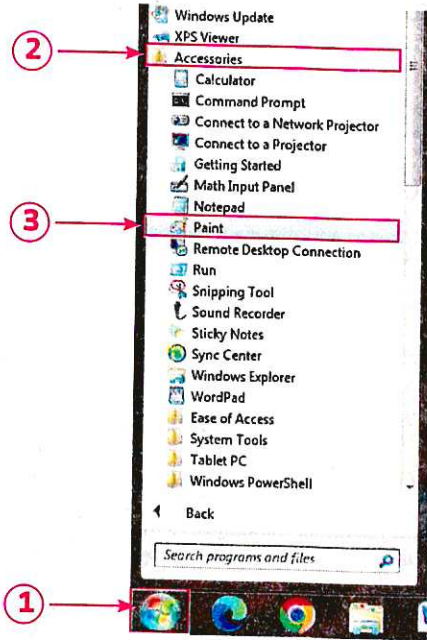 Windows Update
XPS Viewer
2
Accessories
Calculator
Command Prompt
Connect to a Network Projector
Connect to a Projector
Getting Started
Math Input Panel
Notepad
3
Paint
Remote Desktop Connection
Run
Snipping Tool
Sound Recorder
Sticky Notes
Sync Center
Windows Explorer
WordPad
Ease of Access
System Tools
Tablet PC
Windows PowerShell
Back
Search programs and files
1